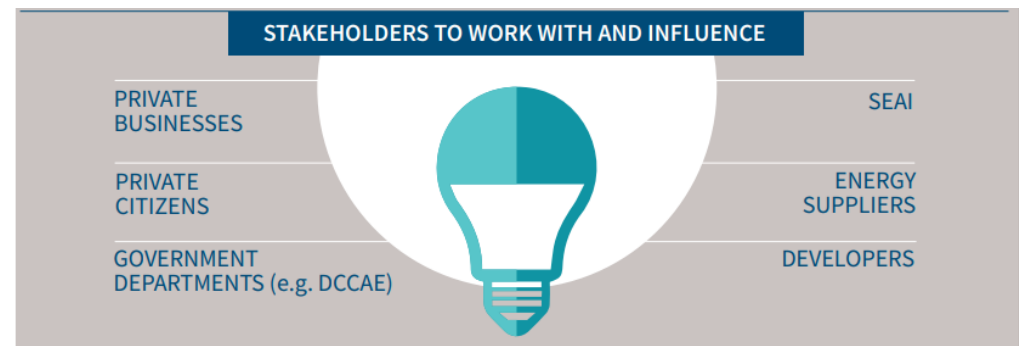 STAKEHOLDERS TO WORK WITH AND INFLUENCE
PRIVATE
BUSINESSES
PRIVATE
CITIZENS
GOVERNMENT
DEPARTMENTS (e.g. DCCAE)
SEAI
ENERGY
SUPPLIERS
DEVELOPERS